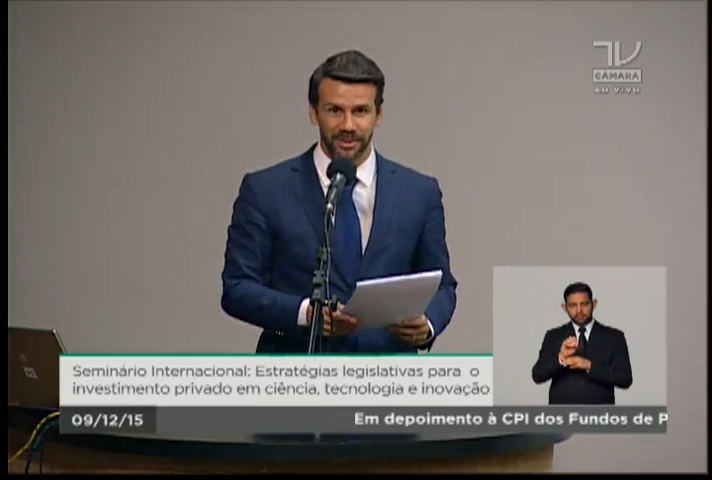 TV
CÂMARA
AO VIVO
Seminário Internacional: Estratégias legislativas para o
investimento privado em ciência, tecnologia e inovação
09/12/15
Em depoimento à CPI dos Fundos de P